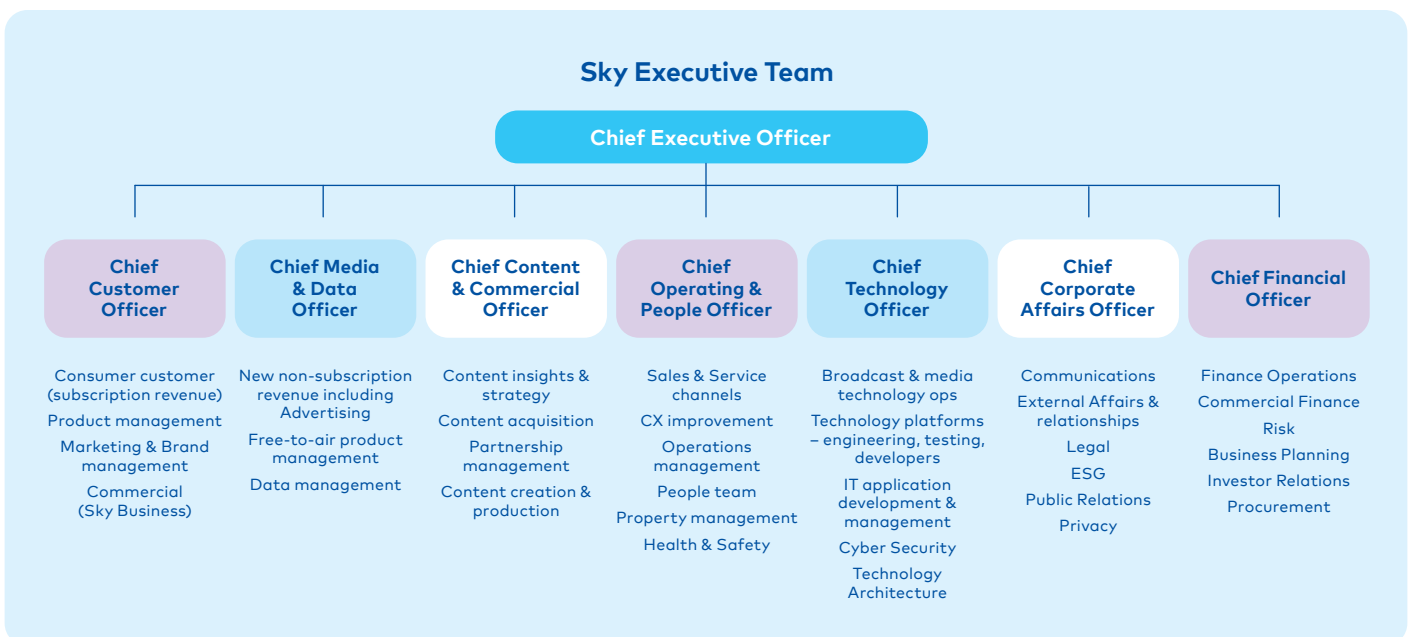 Sky Executive Team
Chief Executive Officer
Chief
Customer
Officer
Chief Media
& Data
Officer
Chief Content
& Commercial
Officer
Chief
Operating &
People Officer
Chief
Technology
Officer
Chief
Corporate
Affairs Officer
Chief Financial
Officer
Consumer customer
(subscription revenue)
Product management
Marketing & Brand
management
Commercial
(Sky Business)
New non-subscription
revenue including
Advertising
Free-to-air product
management
Data management
Content insights &
strategy
Content acquisition
Partnership
management
Content creation &
production
Sales & Service
channels
CX improvement
Operations
management
People team
Property management
Health & Safety
Broadcast & media
technology ops
Technology platforms
– engineering, testing,
developers
IT application
development &
management
Cyber Security
Technology
Architecture
Communications
External Affairs &
relationships
Legal
ESG
Public Relations
Privacy
Finance Operations
Commercial Finance
Risk
Business Planning
Investor Relations
Procurement